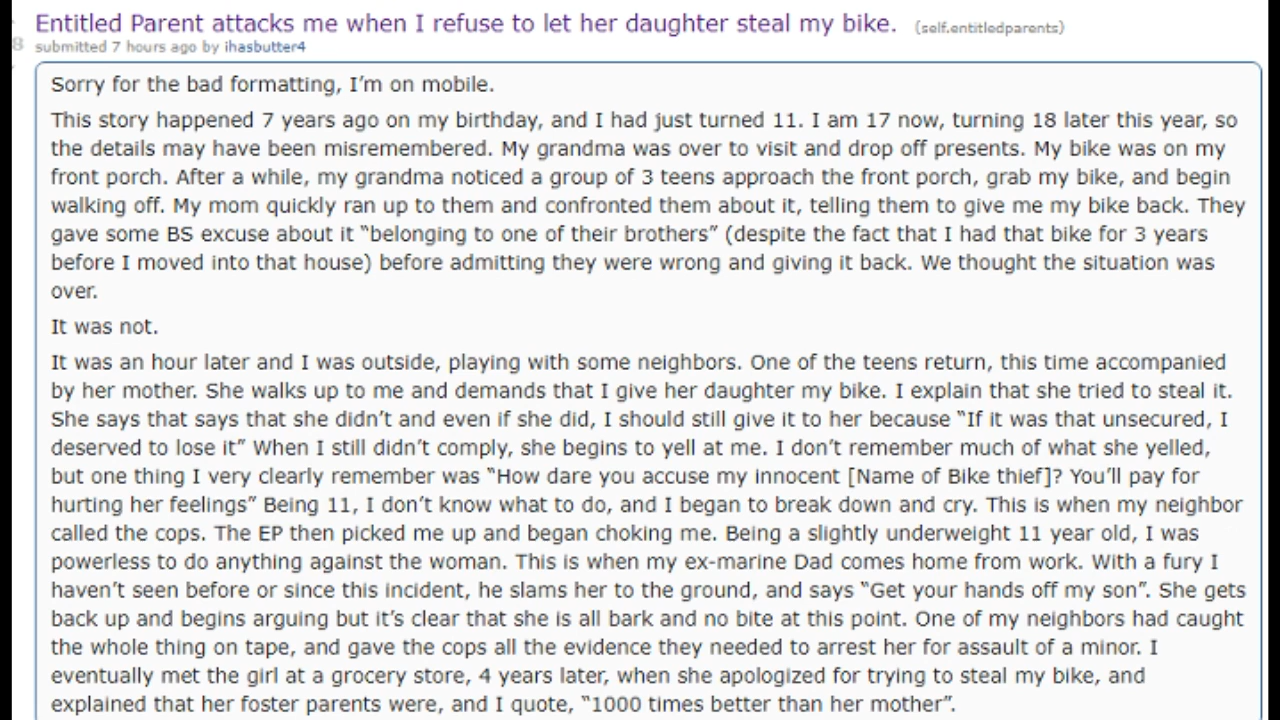 Entitled Parent attacks me when I refuse to let her daughter steal my bike. (self.entitledparents)
8 submitted 7 hours ago by ihasbutter4
Sorry for the bad formatting, I’m on mobile.
This story happened 7 years ago on my birthday, and I had just turned 11. I am 17 now, turning 18 later this year, so
the details may have been misremembered. My grandma was over to visit and drop off presents. My bike was on my
front porch. After a while, my grandma noticed a group of 3 teens approach the front porch, grab my bike, and begin
walking off. My mom quickly ran up to them and confronted them about it, telling them to give me my bike back. They
gave some BS excuse about it “belonging to one of their brothers” (despite the fact that I had that bike for 3 years
before I moved into that house) before admitting they were wrong and giving it back. We thought the situation was
over.
It was not.
It was an hour later and I was outside, playing with some neighbors. One of the teens return, this time accompanied
by her mother. She walks up to me and demands that I give her daughter my bike. I explain that she tried to steal it.
She says that says that she didn’t and even if she did, I should still give it to her because “If it was that unsecured, I
deserved to lose it” When I still didn’t comply, she begins to yell at me. I don’t remember much of what she yelled,
but one thing I very clearly remember was “How dare you accuse my innocent [Name of Bike thief]? You’ll pay for
hurting her feelings” Being 11, I don’t know what to do, and I began to break down and cry. This is when my neighbor
called the cops. The EP then picked me up and began choking me. Being a slightly underweight 11 year old, I was
powerless to do anything against the woman. This is when my ex-marine Dad comes home from work. With a fury I
haven’t seen before or since this incident, he slams her to the ground, and says “Get your hands off my son”. She gets
back up and begins arguing but it’s clear that she is all bark and no bite at this point. One of my neighbors had caught
the whole thing on tape, and gave the cops all the evidence they needed to arrest her for assault of a minor. I
eventually met the girl at a grocery store, 4 years later, when she apologized for trying to steal my bike, and
explained that her foster parents were, and I quote, “1000 times better than her mother”.